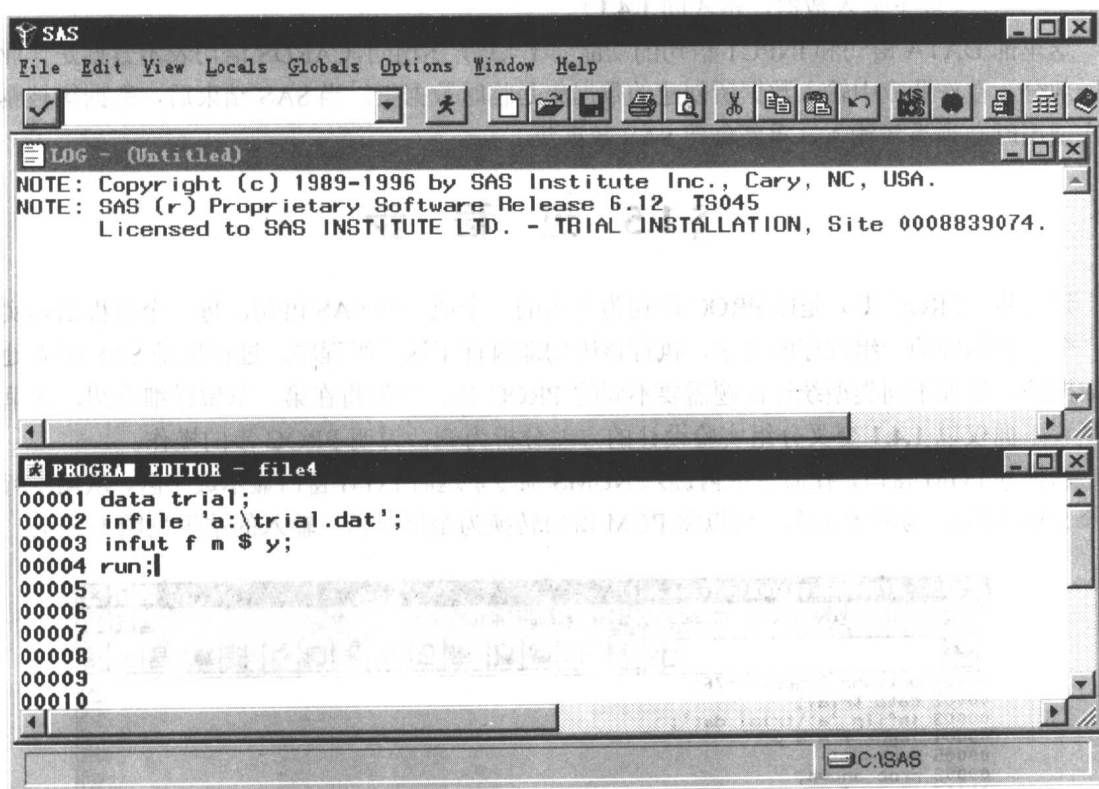 SAS
File Edit View Locals Globals Options Window Help
MS DOS
LOG - (Untitled)
NOTE: Copyright (c) 1989-1996 by SAS Institute Inc., Cary, NC, USA.
NOTE: SAS (r) Proprietary Software Release 6.12 TS045
Licensed to SAS INSTITUTE LTD. - TRIAL INSTALLATION, Site 0008839074.
PROGRAM EDITOR - file4
00001 data trial;
00002 infile 'a:\trial.dat';
00003 infut f m $ y;
00004 run;
00005
00006
00007
00008
00009
00010
C:\SAS